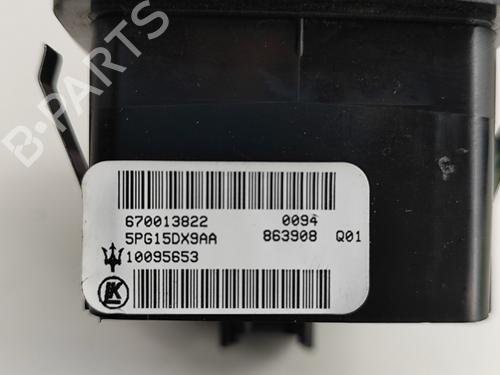 B-PARTS
670013822 0094
5PG15DX9AA 863908 Q01
10095653
K